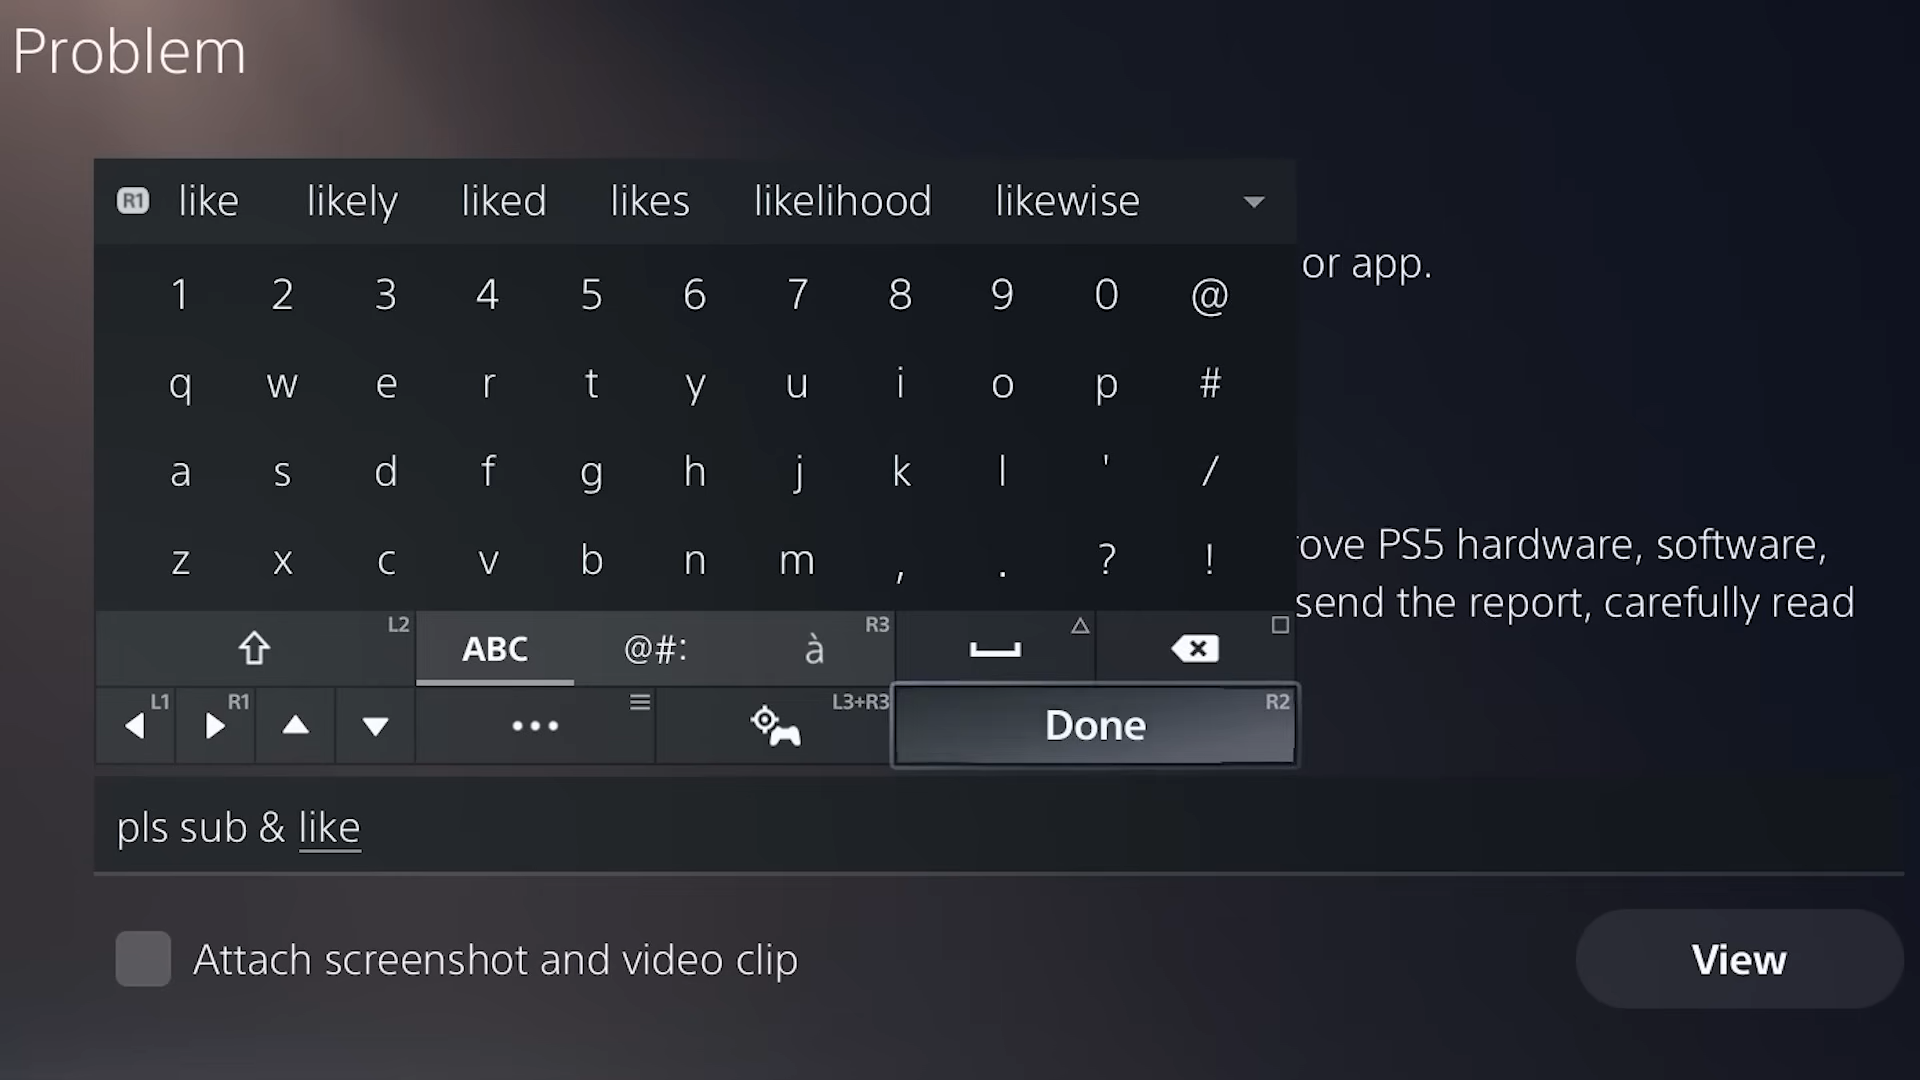 Problem
R1 like likely liked likes likelihood likewise
or app.
1 2 3 4 5 6 7 8 9 0 @
q w e r t y u i o p #
a s d f g h j k l ' /
z x c v b n m , . ? !
rove PS5 hardware, software,
send the report, carefully read
L2 ABC @#: à R3
L1 R1 ••• L3+R3 Done R2
pls sub & like
Attach screenshot and video clip
View